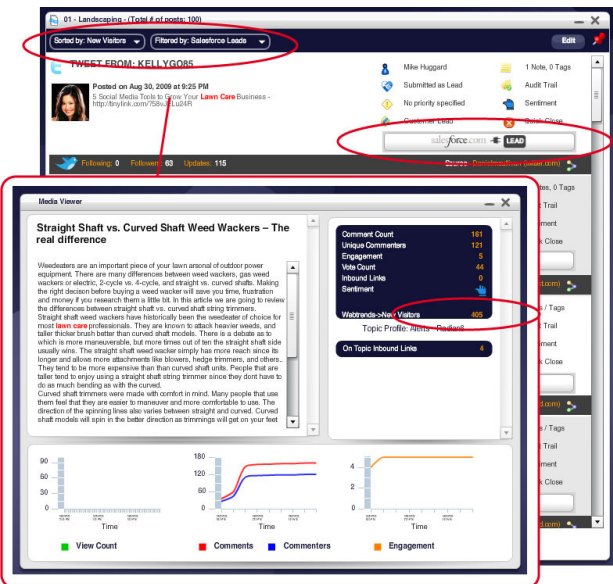 01 - Landscaping - (Total # of posts: 100)
Sorted by: New Visitors
Filtered by: Salesforce Leads
Edit
TWEET FROM: KELLYGO85
Posted on Aug 30, 2009 at 9:25 PM
5 Social Media Tools to Grow Your Lawn Care Business -
Mike Huggard
1 Note, 0 Tags
Submitted as Lead
Audit Trail
No priority specified
Sentiment
Customer Lead
Quick Close
salesforce.com
LEAD
Following: 0 Followers: 63 Updates: 115
Source
Media Viewer
Straight Shaft vs. Curved Shaft Weed Wackers – The
real difference
Weedeaters are an important piece of your lawn arsonal of outdoor power
equipment. There are many differences between weed wackers, gas weed
wackers or electric, 2-cycle vs. 4-cycle, and straight vs. curved shafts. Making
the right decison before buying a weed wacker will save you time, frustration
and money if you research them a little bit. In this article we are going to review
the differences between straight shaft vs. curved shaft string trimmers.
Straight shaft weed wackers have historically been the weedeater of choice for
most lawn care professionals. They are known to attack heavier weeds, and
taller thicker brush better than curved shaft models. There is a debate as to
which is more maneuverable, but more times out of ten the straight shaft side
usually wins. The straight shaft weed wacker simply has more reach since its
longer and allows more attachments like blowers, hedge trimmers, and others.
They tend to be more expensive than than curved shaft units. People that are
taller tend to enjoy using a straight shaft string trimmer since they dont have to
do as much bending as with the curved.
Curved shaft trimmers were made with comfort in mind. Many people that use
them feel that they are easier to maneuver and more comfortable to use. The
direction of the spinning lines also varies between straight and curved. Curved
shaft models will spin in the better direction as trimmings will get on your feet
Comment Count 161
Unique Commenters 121
Engagement 5
Vote Count 44
Inbound Links 0
Sentiment
Webtrends->New Visitors 405
Topic Profile: Alerts - Radian6
On Topic Inbound Links 4
90
60
30
0
Time
View Count
180
120
60
0
Time
Comments
Commenters
4
2
0
Time
Engagement